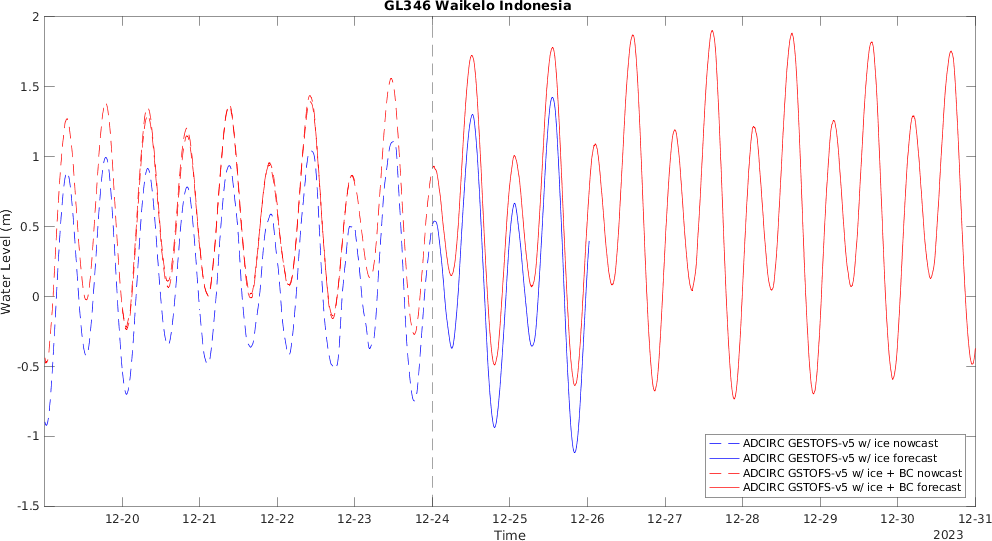 GL346 Waikelo Indonesia
2
1.5
1
0.5
0
-0.5
-1
-1.5
Water Level (m)
ADCIRC GESTOFS-v5 w/ ice nowcast
ADCIRC GESTOFS-v5 w/ ice forecast
ADCIRC GSTOFS-v5 w/ ice + BC nowcast
ADCIRC GSTOFS-v5 w/ ice + BC forecast
12-20 12-21 12-22 12-23 12-24 12-25 12-26 12-27 12-28 12-29 12-30 12-31
Time
2023